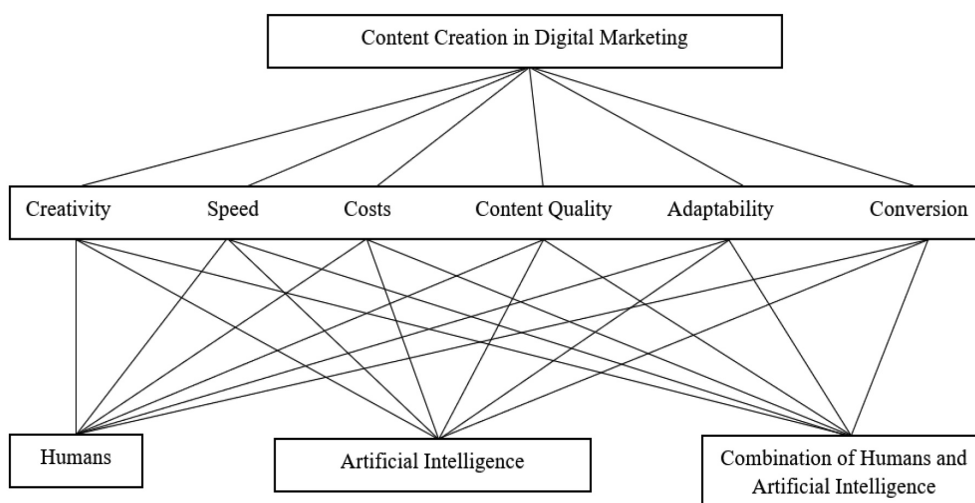 Content Creation in Digital Marketing
Creativity Speed Costs Content Quality Adaptability Conversion
Humans
Artificial Intelligence
Combination of Humans and
Artificial Intelligence